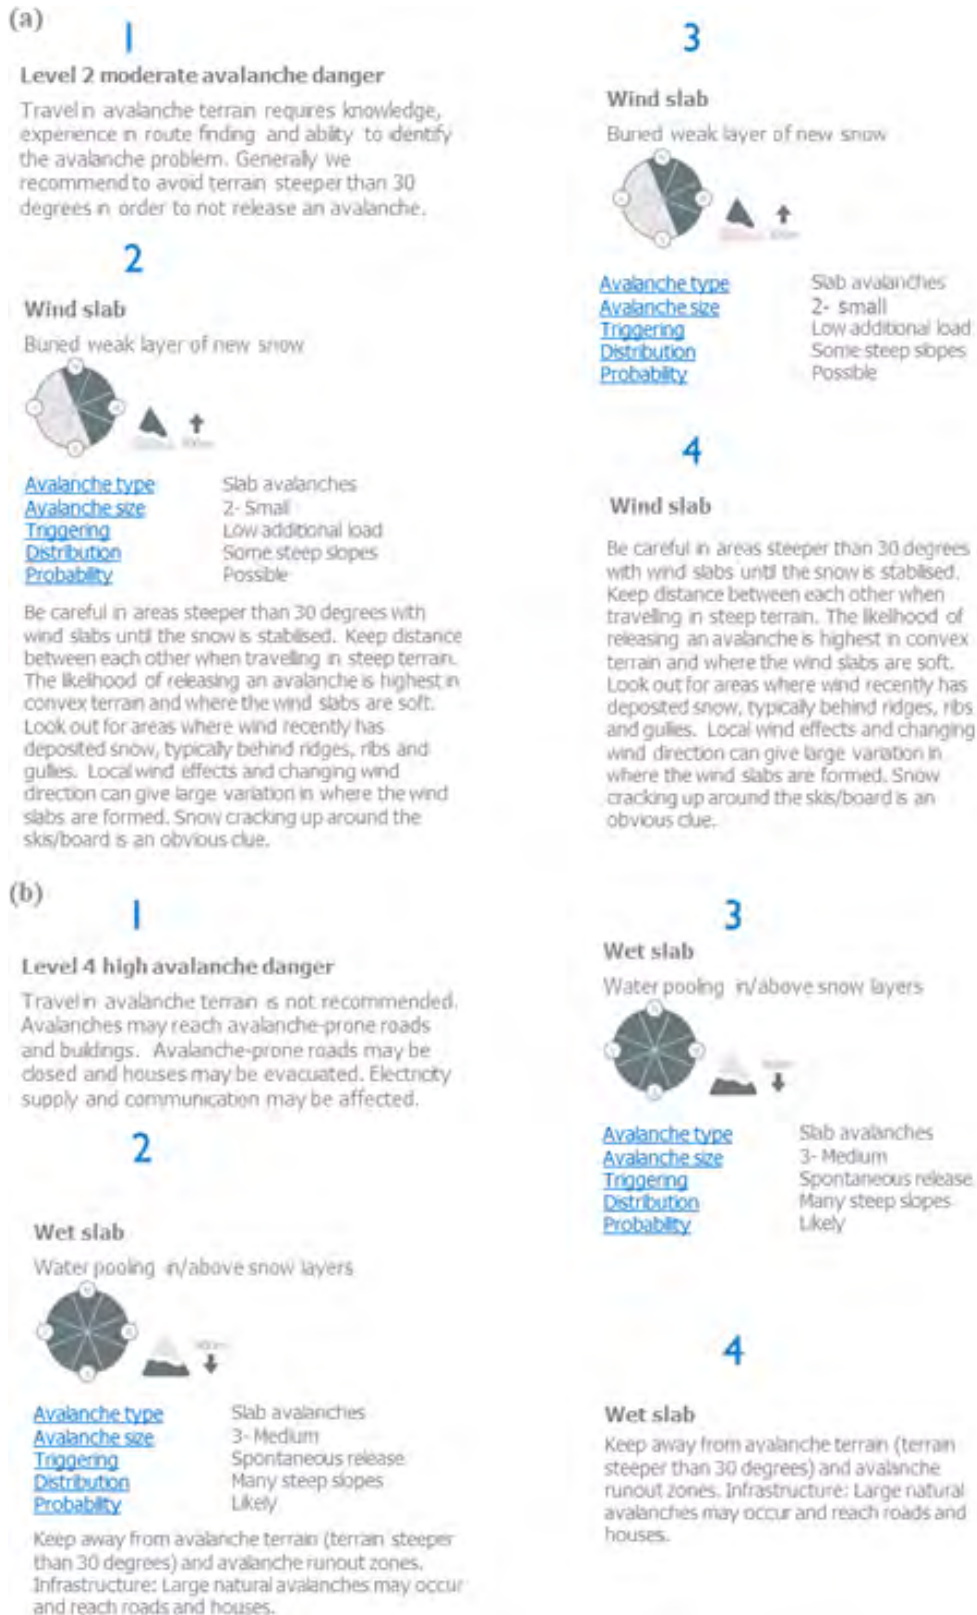 (a)
1
Level 2 moderate avalanche danger
Travel in avalanche terrain requires knowledge,
experience in route finding and ability to identify
the avalanche problem. Generally we
recommend to avoid terrain steeper than 30
degrees in order to not release an avalanche.
2
Wind slab
Buried weak layer of new snow
Avalanche type Slab avalanches
Avalanche size 2- Small
Triggering Low additional load
Distribution Some steep slopes
Probability Possible
Be careful in areas steeper than 30 degrees with
wind slabs until the snow is stabilised. Keep distance
between each other when travelling in steep terrain.
The likelihood of releasing an avalanche is highest in
convex terrain and where the wind slabs are soft.
Look out for areas where wind recently has
deposited snow, typically behind ridges, ribs and
gullies. Local wind effects and changing wind
direction can give large variation in where the wind
slabs are formed. Snow cracking up around the
skis/board is an obvious clue.
3
Wind slab
Buried weak layer of new snow
Avalanche type Slab avalanches
Avalanche size 2- small
Triggering Low additional load
Distribution Some steep slopes
Probability Possible
4
Wind slab
Be careful in areas steeper than 30 degrees
with wind slabs until the snow is stabilised.
Keep distance between each other when
travelling in steep terrain. The likelihood of
releasing an avalanche is highest in convex
terrain and where the wind slabs are soft.
Look out for areas where wind recently has
deposited snow, typically behind ridges, ribs
and gullies. Local wind effects and changing
wind direction can give large variation in
where the wind slabs are formed. Snow
cracking up around the skis/board is an
obvious clue.
(b)
1
Level 4 high avalanche danger
Travel in avalanche terrain is not recommended.
Avalanches may reach avalanche-prone roads
and buildings. Avalanche-prone roads may be
closed and houses may be evacuated. Electricity
supply and communication may be affected.
2
Wet slab
Water pooling in/above snow layers
Avalanche type Slab avalanches
Avalanche size 3- Medium
Triggering Spontaneous release
Distribution Many steep slopes
Probability Likely
Keep away from avalanche terrain (terrain steeper
than 30 degrees) and avalanche runout zones.
Infrastructure: Large natural avalanches may occur
and reach roads and houses.
3
Wet slab
Water pooling in/above snow layers
Avalanche type Slab avalanches
Avalanche size 3- Medium
Triggering Spontaneous release
Distribution Many steep slopes
Probability Likely
4
Wet slab
Keep away from avalanche terrain (terrain
steeper than 30 degrees) and avalanche
runout zones. Infrastructure: Large natural
avalanches may occur and reach roads and
houses.